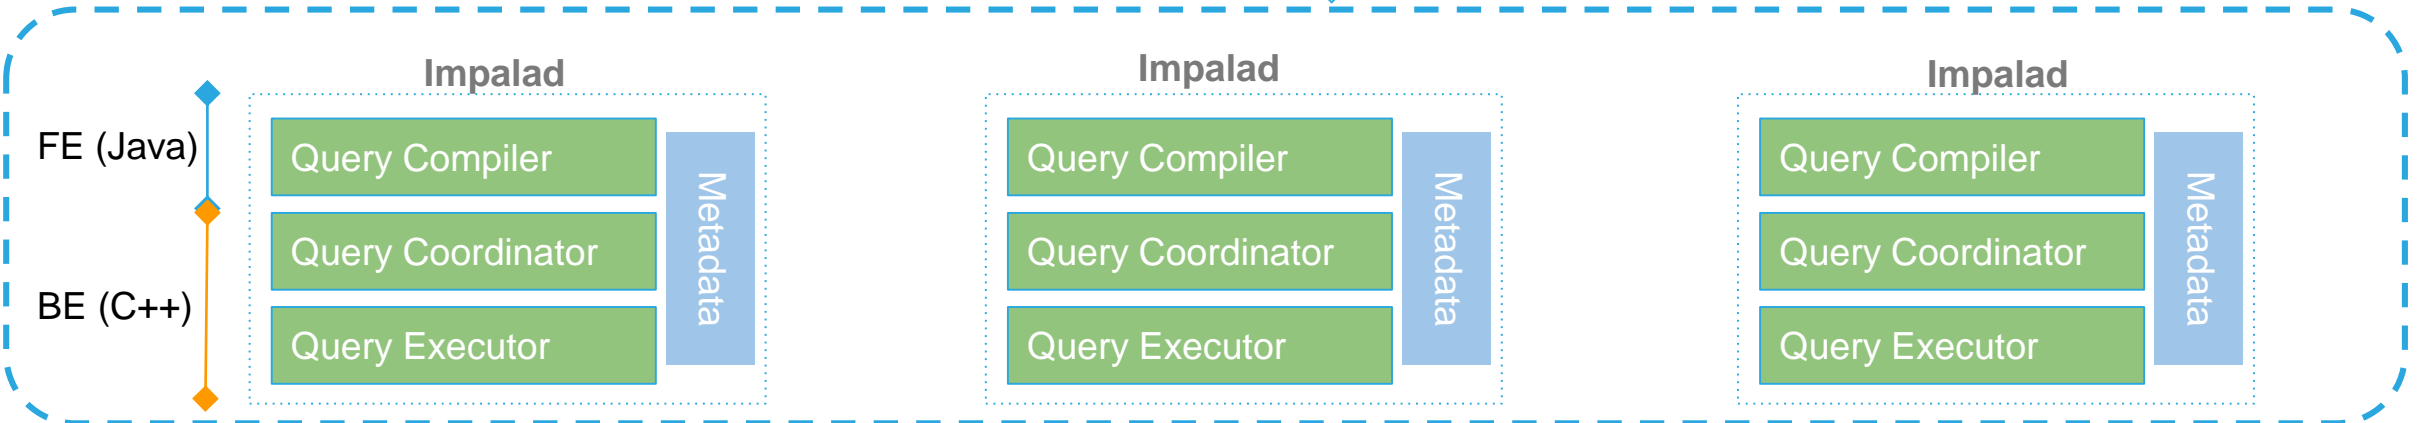 Impalad
Impalad
Impalad
FE (Java)
BE (C++)
Query Compiler
Query Coordinator
Query Executor
Metadata
Query Compiler
Query Coordinator
Query Executor
Metadata
Query Compiler
Query Coordinator
Query Executor
Metadata